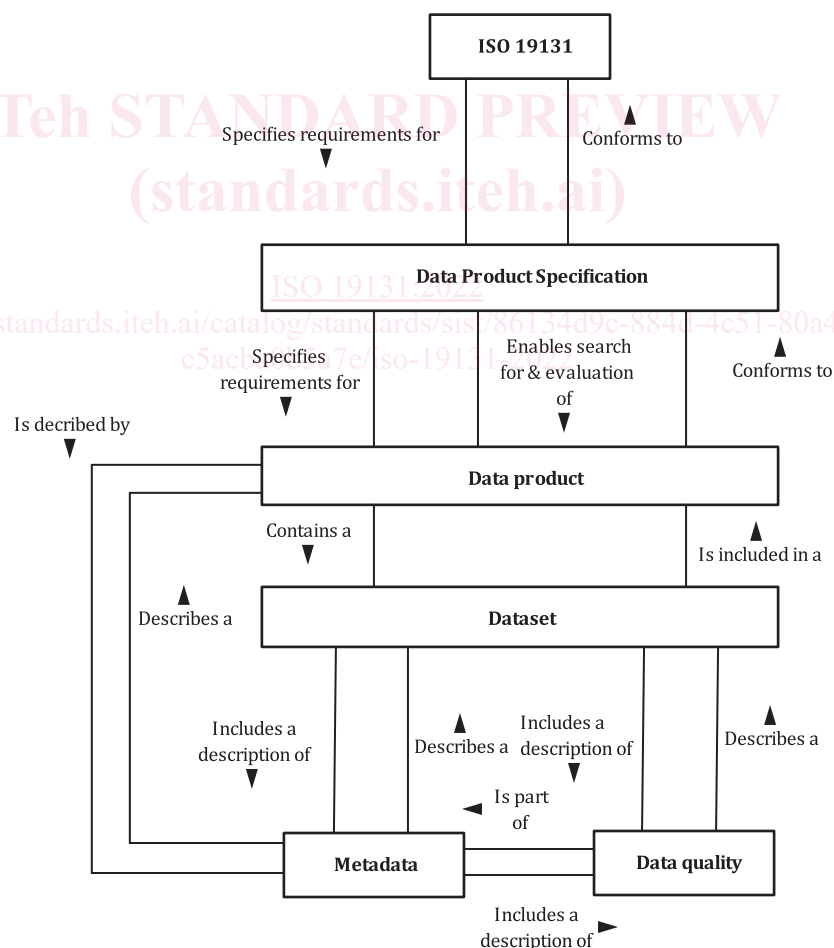 ISO 19131
iTeh STANDARD PREVIEW
Specifies requirements for
Conforms to
(standards.iteh.ai)
Data Product Specification
ISO 19131:2022
standards.iteh.ai/catalog/standards/sist/86134d9c-884d-4c51-80a4
Specifies
requirements for
Enables search
for & evaluation
of
Conforms to
Is decribed by
Data product
Contains a
Is included in a
Describes a
Dataset
Includes a
description of
Describes a
Includes a
description of
Describes a
Is part
of
Metadata
Data quality
Includes a
description of